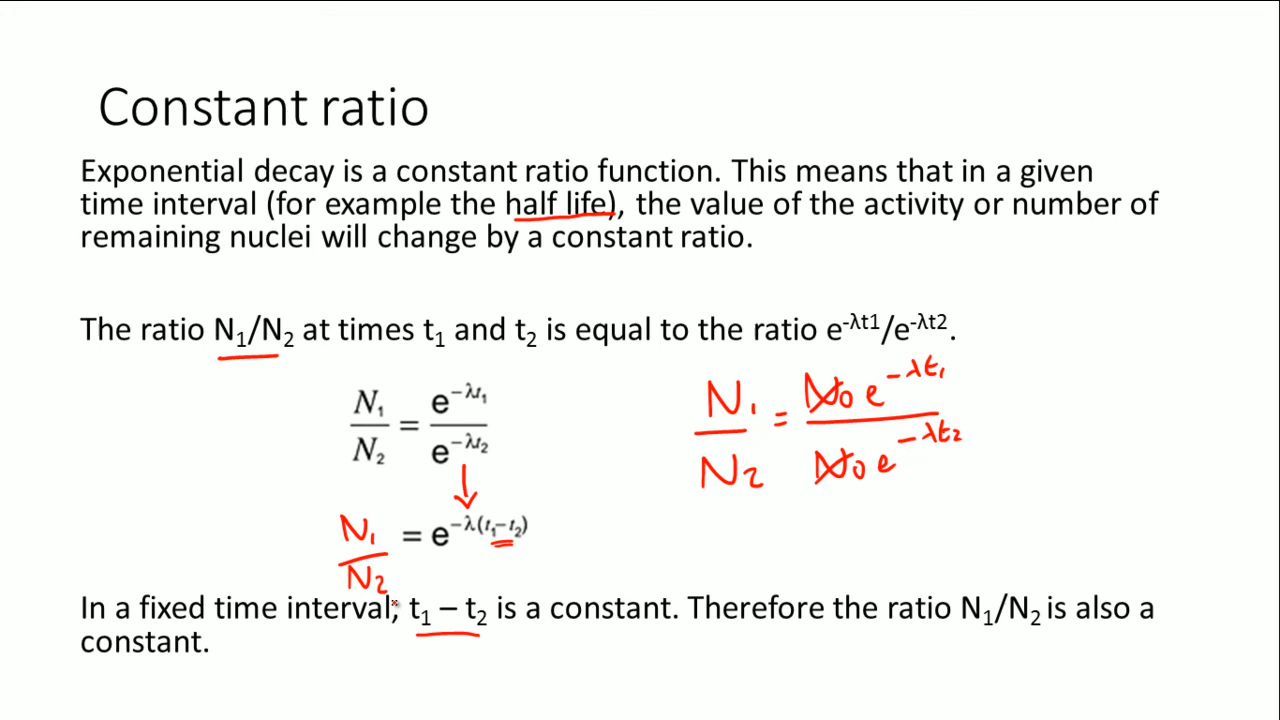 Constant ratio
Exponential decay is a constant ratio function. This means that in a given
time interval (for example the half life), the value of the activity or number of
remaining nuclei will change by a constant ratio.
The ratio N₁/N₂ at times t₁ and t₂ is equal to the ratio e^-λt1/e^-λt2.
N₁/N₂ = e^−λt₁/e^−λt₂
N₁/N₂ = N₀e^−λt₁/N₀e^−λt₂
N₁/N₂ = e^−λ(t₁−t₂)
In a fixed time interval, t₁ – t₂ is a constant. Therefore the ratio N₁/N₂ is also a
constant.